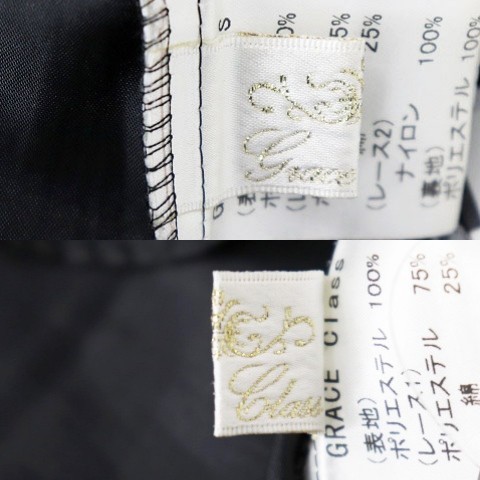 Grace
25%
100%
100%
(レース2)
ナイロン
(裏地)
ポリエステル
Class
GRACE Class
(表地)
ポリエステル 100%
(レース1)
ポリエステル 75%
綿 25%